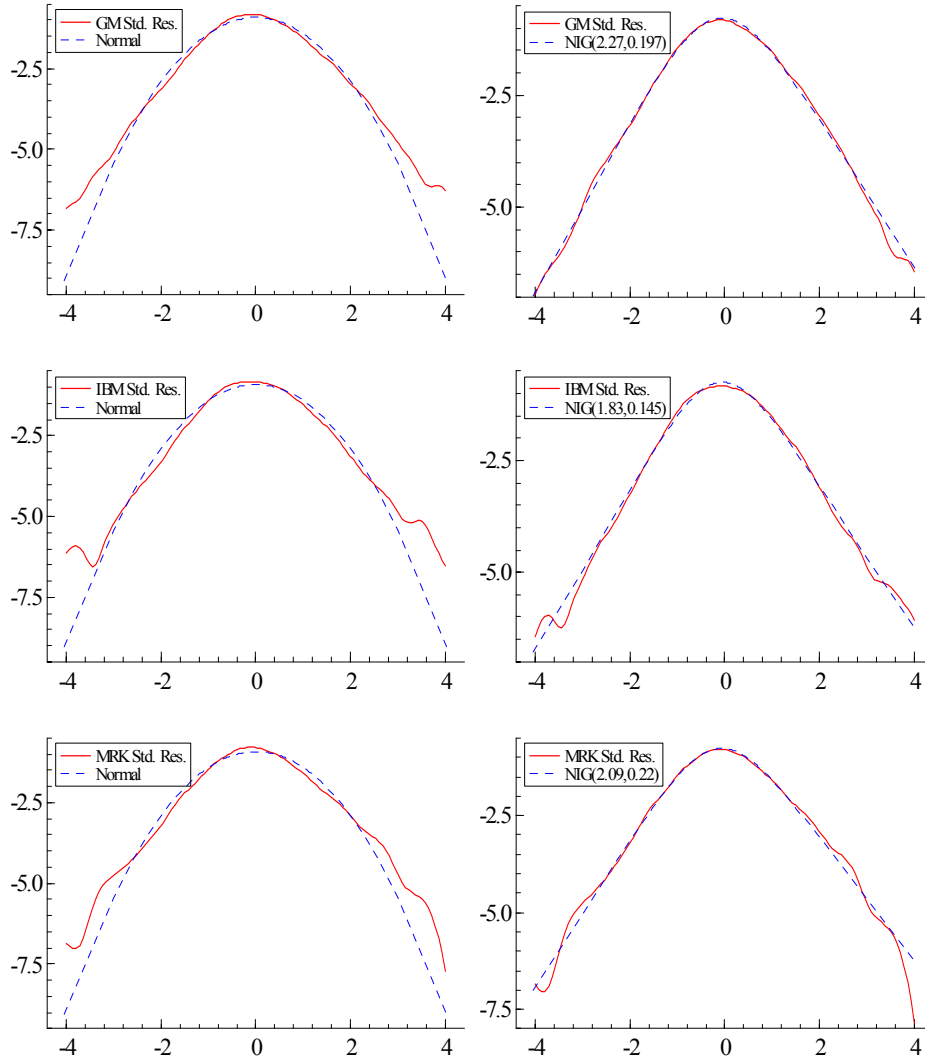 GM Std. Res.
Normal
-2.5
-5.0
-7.5
-4 -2 0 2 4
GM Std. Res.
NIG(2.27,0.197)
-2.5
-5.0
-4 -2 0 2 4
IBM Std. Res.
Normal
-2.5
-5.0
-7.5
-4 -2 0 2 4
IBM Std. Res.
NIG(1.83,0.145)
-2.5
-5.0
-4 -2 0 2 4
MRK Std. Res.
Normal
-2.5
-5.0
-7.5
-4 -2 0 2 4
MRK Std. Res.
NIG(2.09,0.22)
-2.5
-5.0
-7.5
-4 -2 0 2 4